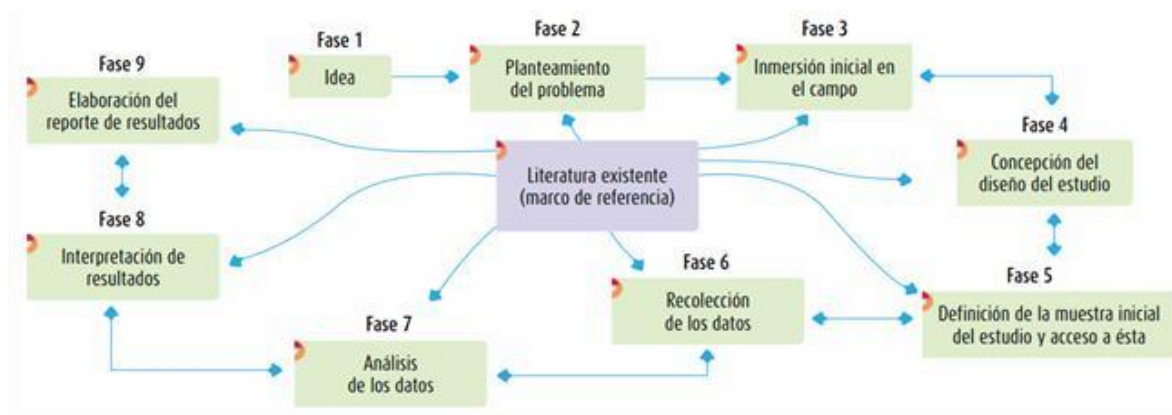 Fase 1
Idea
Fase 2
Planteamiento
del problema
Fase 3
Inmersión inicial en
el campo
Fase 4
Concepción del
diseño del estudio
Fase 5
Definición de la muestra inicial
del estudio y acceso a ésta
Fase 6
Recolección
de los datos
Fase 7
Análisis
de los datos
Fase 8
Interpretación de
resultados
Fase 9
Elaboración del
reporte de resultados
Literatura existente
(marco de referencia)